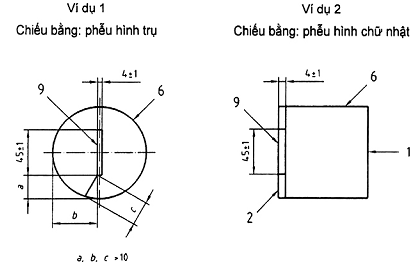 Ví dụ 1
Chiếu bằng: phễu hình trụ
4±1
9
6
45±1
a
b
c
a, b, c >10
Ví dụ 2
Chiếu bằng: phễu hình chữ nhật
4±1
6
9
45±1
1
2